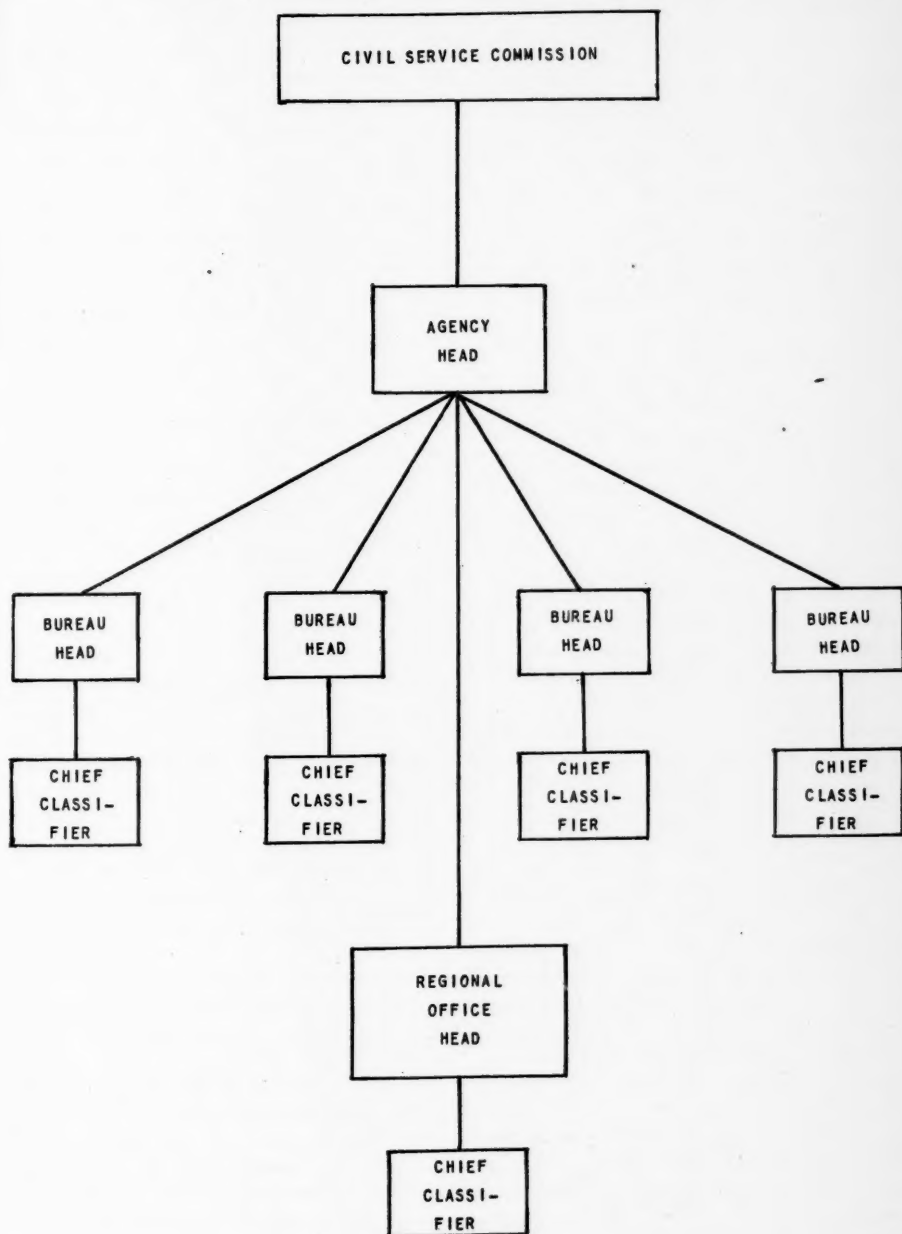 CIVIL SERVICE COMMISSION
AGENCY
HEAD
BUREAU
HEAD
BUREAU
HEAD
BUREAU
HEAD
BUREAU
HEAD
CHIEF
CLASSI-
FIER
CHIEF
CLASSI-
FIER
CHIEF
CLASSI-
FIER
CHIEF
CLASSI-
FIER
REGIONAL
OFFICE
HEAD
CHIEF
CLASSI-
FIER